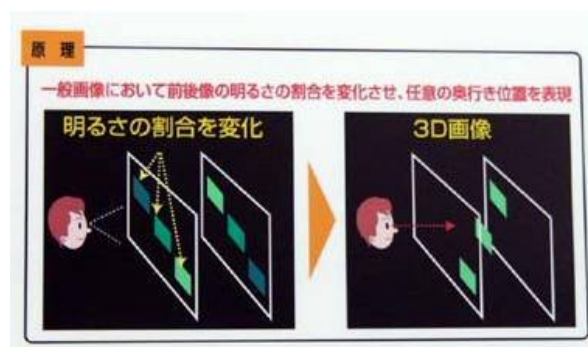 原理
一般画像において前後像の明るさの割合を変化させ、任意の奥行き位置を表現
明るさの割合を変化
3D画像